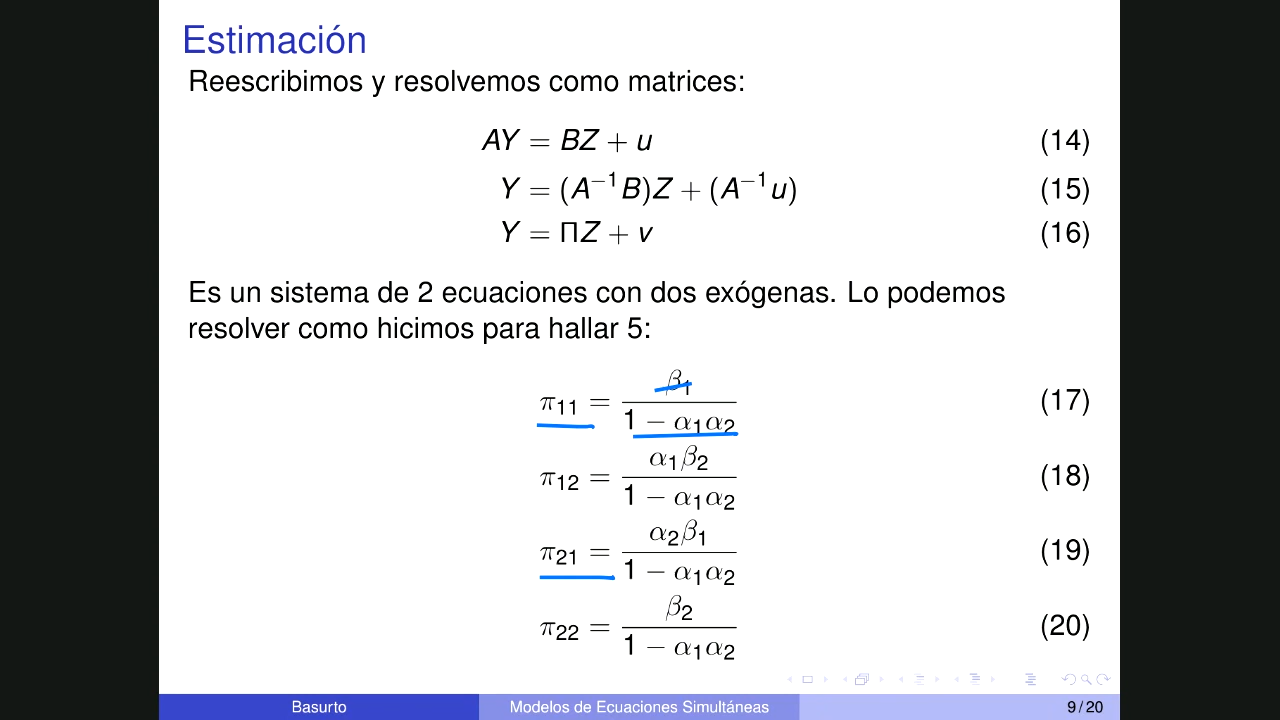 Estimación
Reescribimos y resolvemos como matrices:
AY = BZ + u (14)
Y = (A⁻¹B)Z + (A⁻¹u) (15)
Y = ΠZ + v (16)
Es un sistema de 2 ecuaciones con dos exógenas. Lo podemos
resolver como hicimos para hallar 5:
π₁₁ = β₁ / (1 − α₁α₂) (17)
π₁₂ = α₁β₂ / (1 − α₁α₂) (18)
π₂₁ = α₂β₁ / (1 − α₁α₂) (19)
π₂₂ = β₂ / (1 − α₁α₂) (20)
Basurto Modelos de Ecuaciones Simultáneas 9 / 20